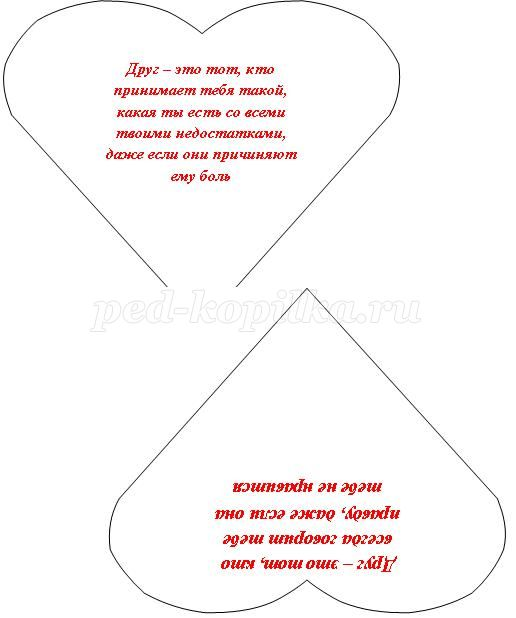 Друг – это тот, кто
принимает тебя такой,
какая ты есть со всеми
твоими недостатками,
даже если они причиняют
ему боль
ped-kopilka.ru
Друг – это тот, кто
всегда говорит тебе
правду, даже если она
тебе не нравится